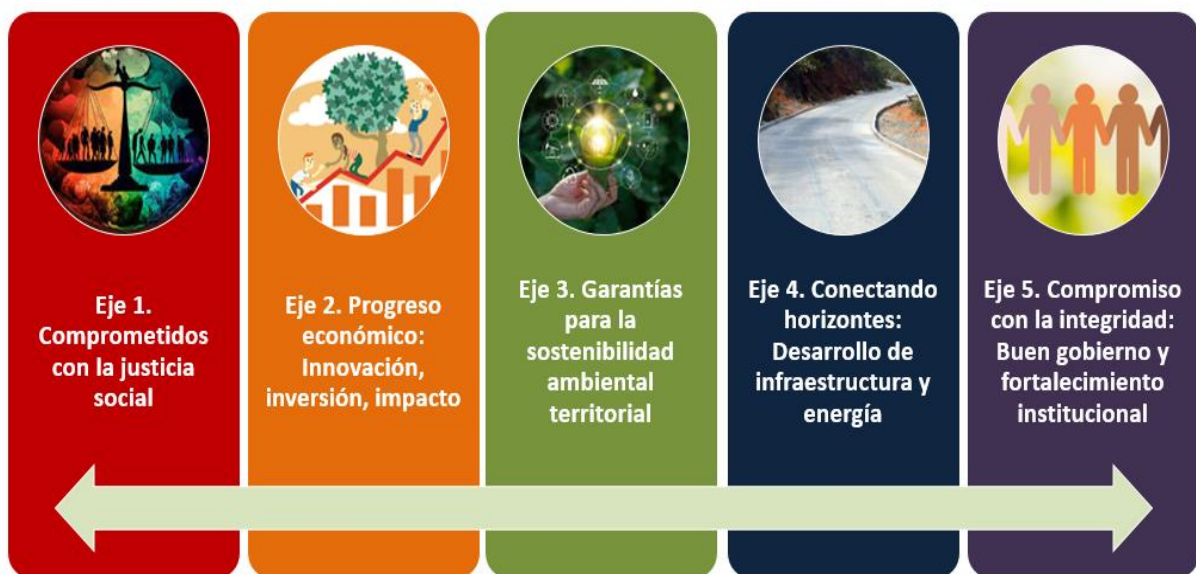 Eje 1.
Comprometidos
con la justicia
social
Eje 2. Progreso
económico:
Innovación,
inversión, impacto
Eje 3. Garantías
para la
sostenibilidad
ambiental
territorial
Eje 4. Conectando
horizontes:
Desarrollo de
infraestructura y
energía
Eje 5. Compromiso
con la integridad:
Buen gobierno y
fortalecimiento
institucional